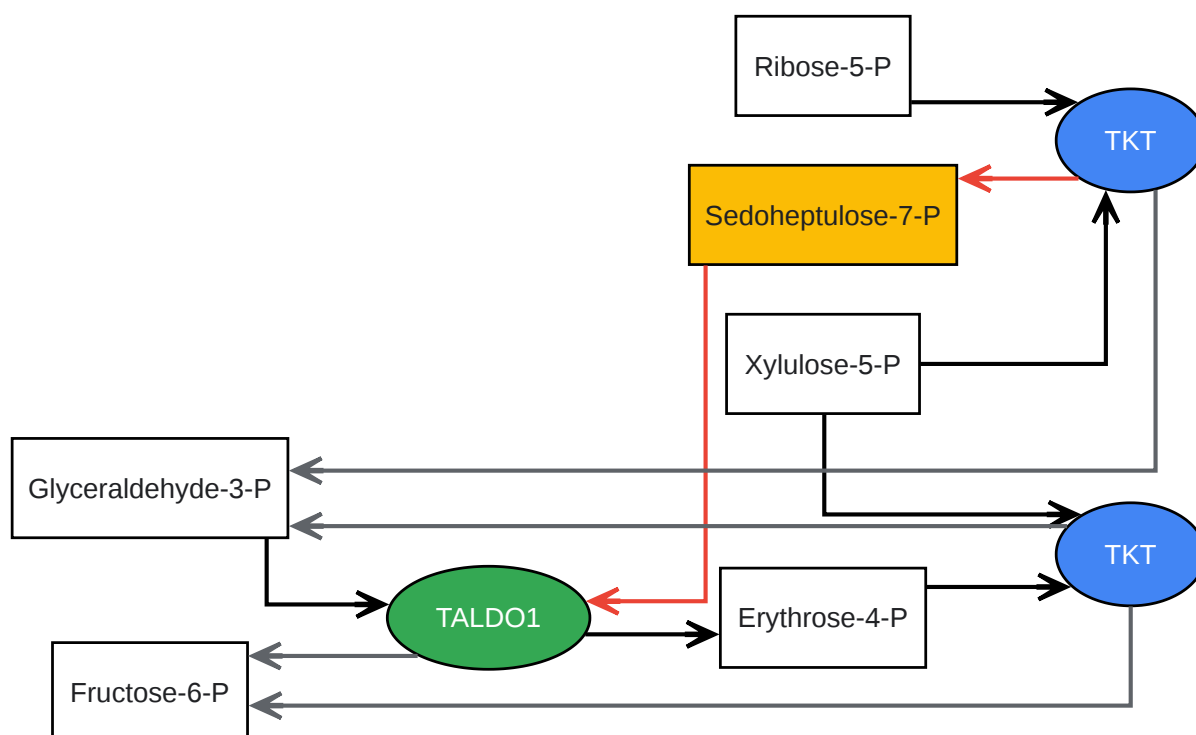 Ribose-5-P
TKT
Sedoheptulose-7-P
Xylulose-5-P
Glyceraldehyde-3-P
TKT
TALDO1
Erythrose-4-P
Fructose-6-P